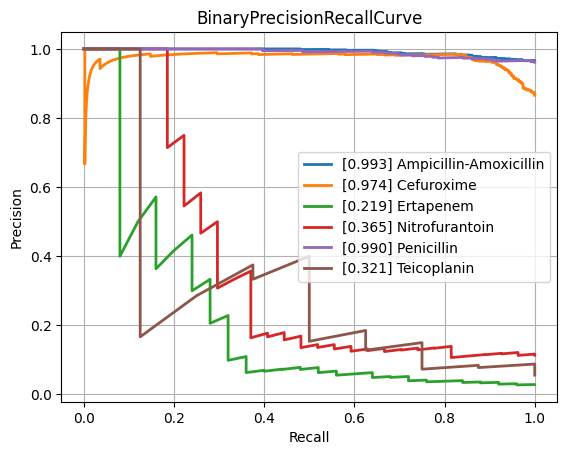 BinaryPrecisionRecallCurve
Precision
1.0
0.8
0.6
0.4
0.2
0.0
[0.993] Ampicillin-Amoxicillin
[0.974] Cefuroxime
[0.219] Ertapenem
[0.365] Nitrofurantoin
[0.990] Penicillin
[0.321] Teicoplanin
0.0 0.2 0.4 0.6 0.8 1.0
Recall